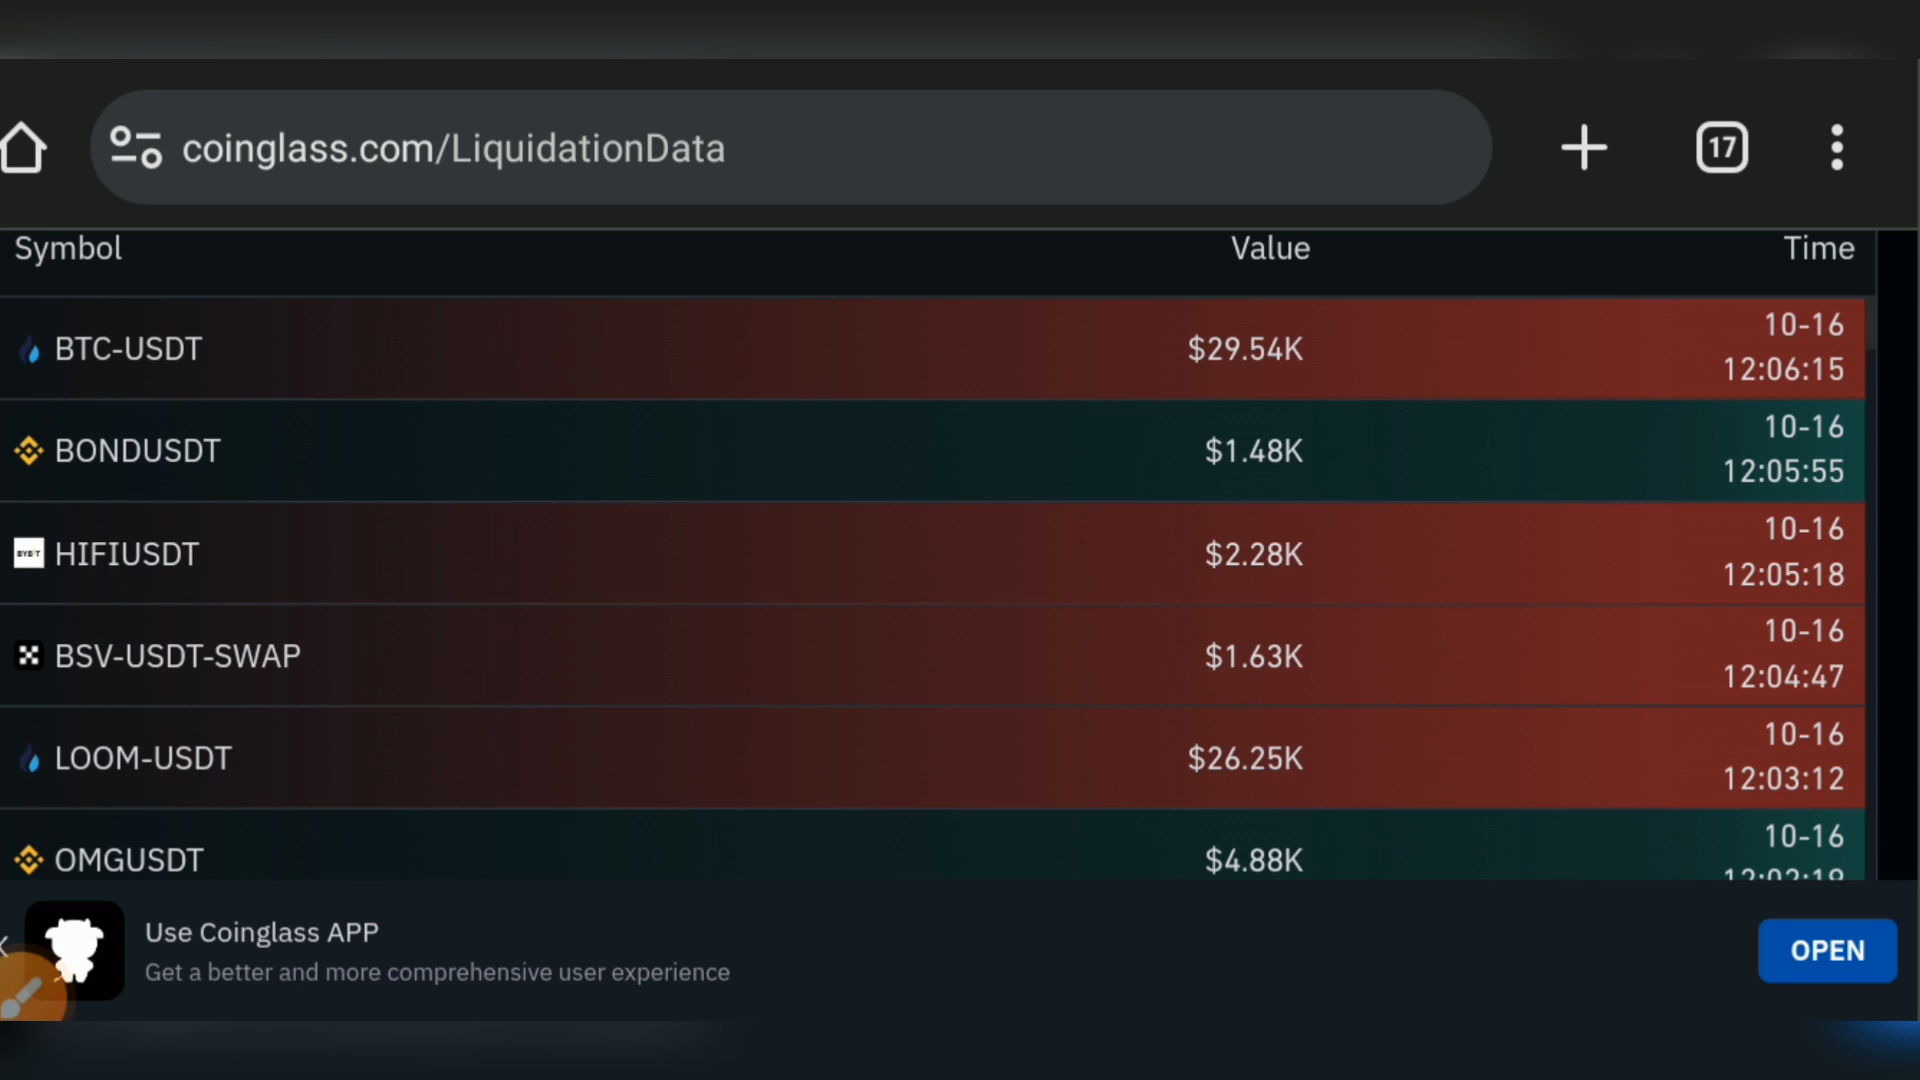 coinglass.com/LiquidationData
17
Symbol Value Time
BTC-USDT $29.54K 10-16
12:06:15
BONDUSDT $1.48K 10-16
12:05:55
BYBIT HIFIUSDT $2.28K 10-16
12:05:18
BSV-USDT-SWAP $1.63K 10-16
12:04:47
LOOM-USDT $26.25K 10-16
12:03:12
OMGUSDT $4.88K 10-16
Use Coinglass APP
Get a better and more comprehensive user experience
OPEN